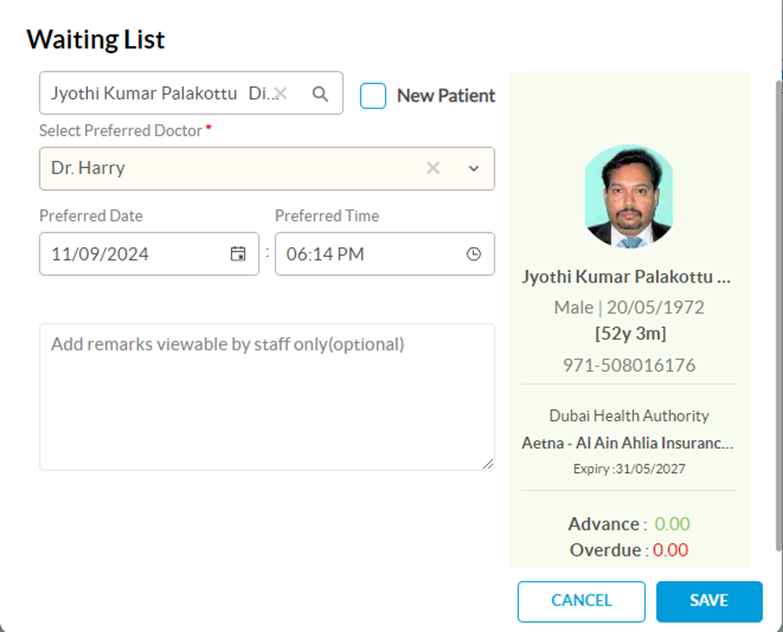 Waiting List
Jyothi Kumar Palakottu Di...
New Patient
Select Preferred Doctor *
Dr. Harry
Preferred Date
Preferred Time
11/09/2024
:
06:14 PM
Add remarks viewable by staff only(optional)
Jyothi Kumar Palakottu ...
Male | 20/05/1972
[52y 3m]
971-508016176
Dubai Health Authority
Aetna - Al Ain Ahlia Insuranc...
Expiry :31/05/2027
Advance : 0.00
Overdue : 0.00
CANCEL
SAVE